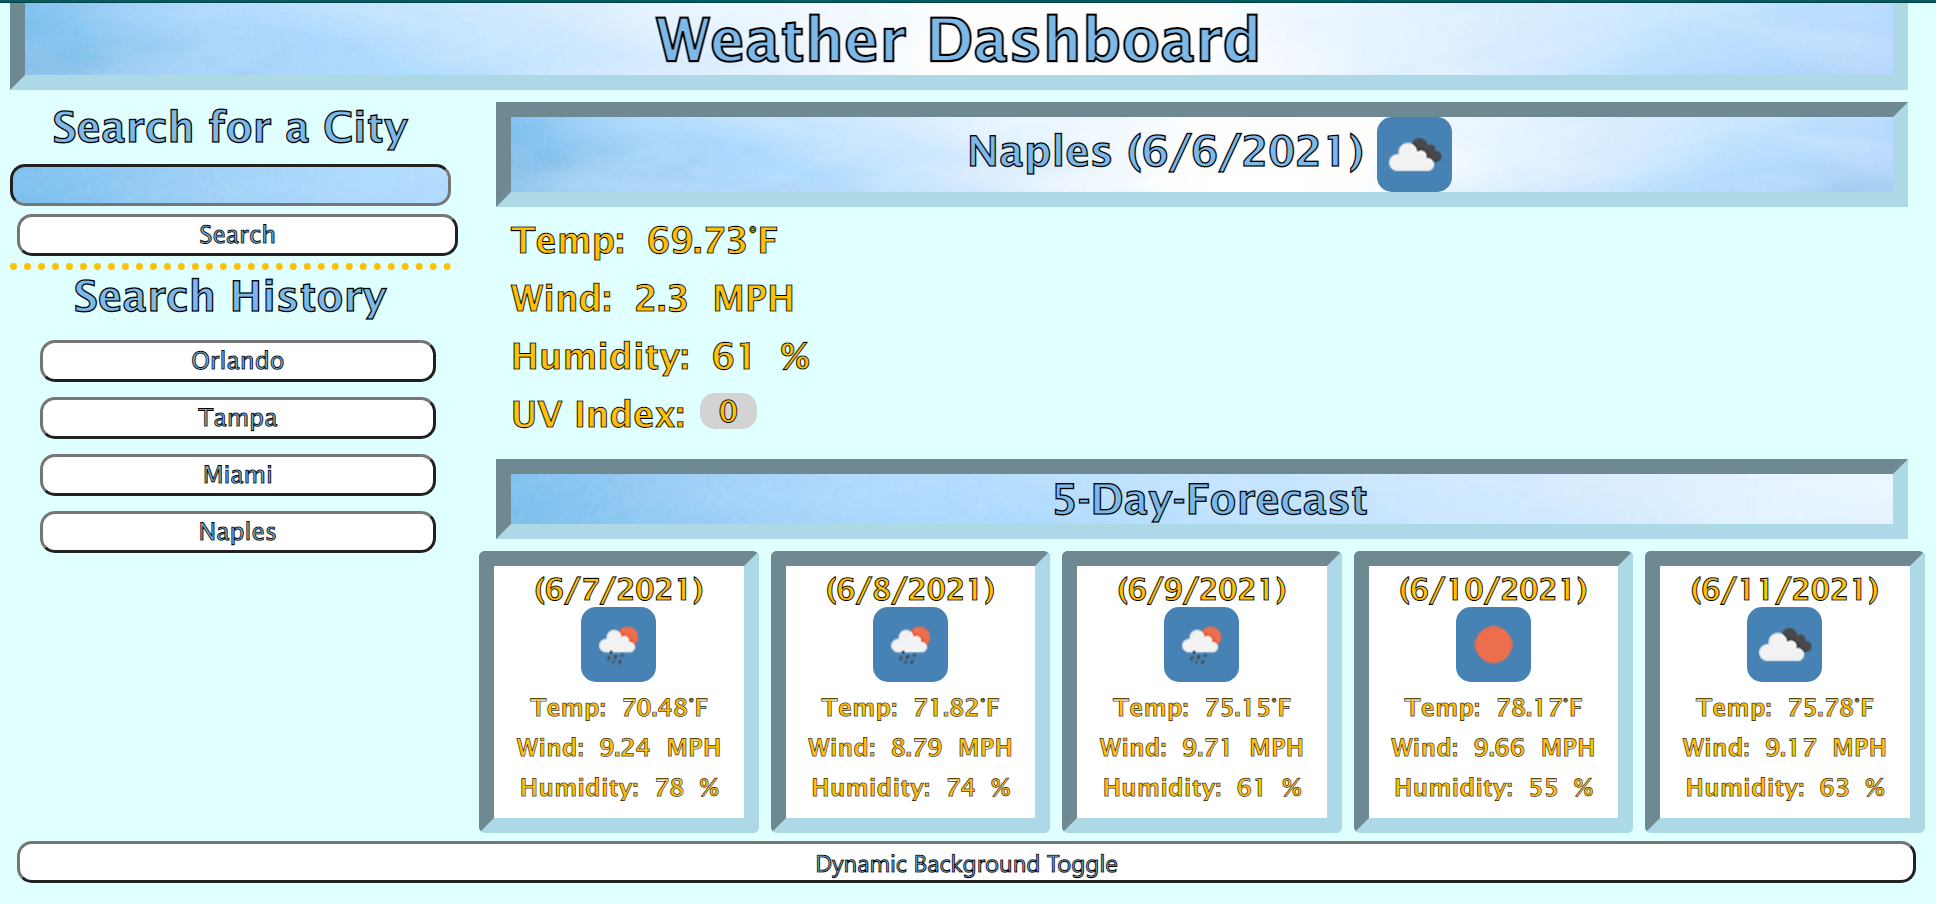 Weather Dashboard
Search for a City
Search
Search History
Orlando
Tampa
Miami
Naples
Naples (6/6/2021)
Temp: 69.73°F
Wind: 2.3 MPH
Humidity: 61 %
UV Index: 0
5-Day-Forecast
(6/7/2021)
Temp: 70.48°F
Wind: 9.24 MPH
Humidity: 78 %
(6/8/2021)
Temp: 71.82°F
Wind: 8.79 MPH
Humidity: 74 %
(6/9/2021)
Temp: 75.15°F
Wind: 9.71 MPH
Humidity: 61 %
(6/10/2021)
Temp: 78.17°F
Wind: 9.66 MPH
Humidity: 55 %
(6/11/2021)
Temp: 75.78°F
Wind: 9.17 MPH
Humidity: 63 %
Dynamic Background Toggle